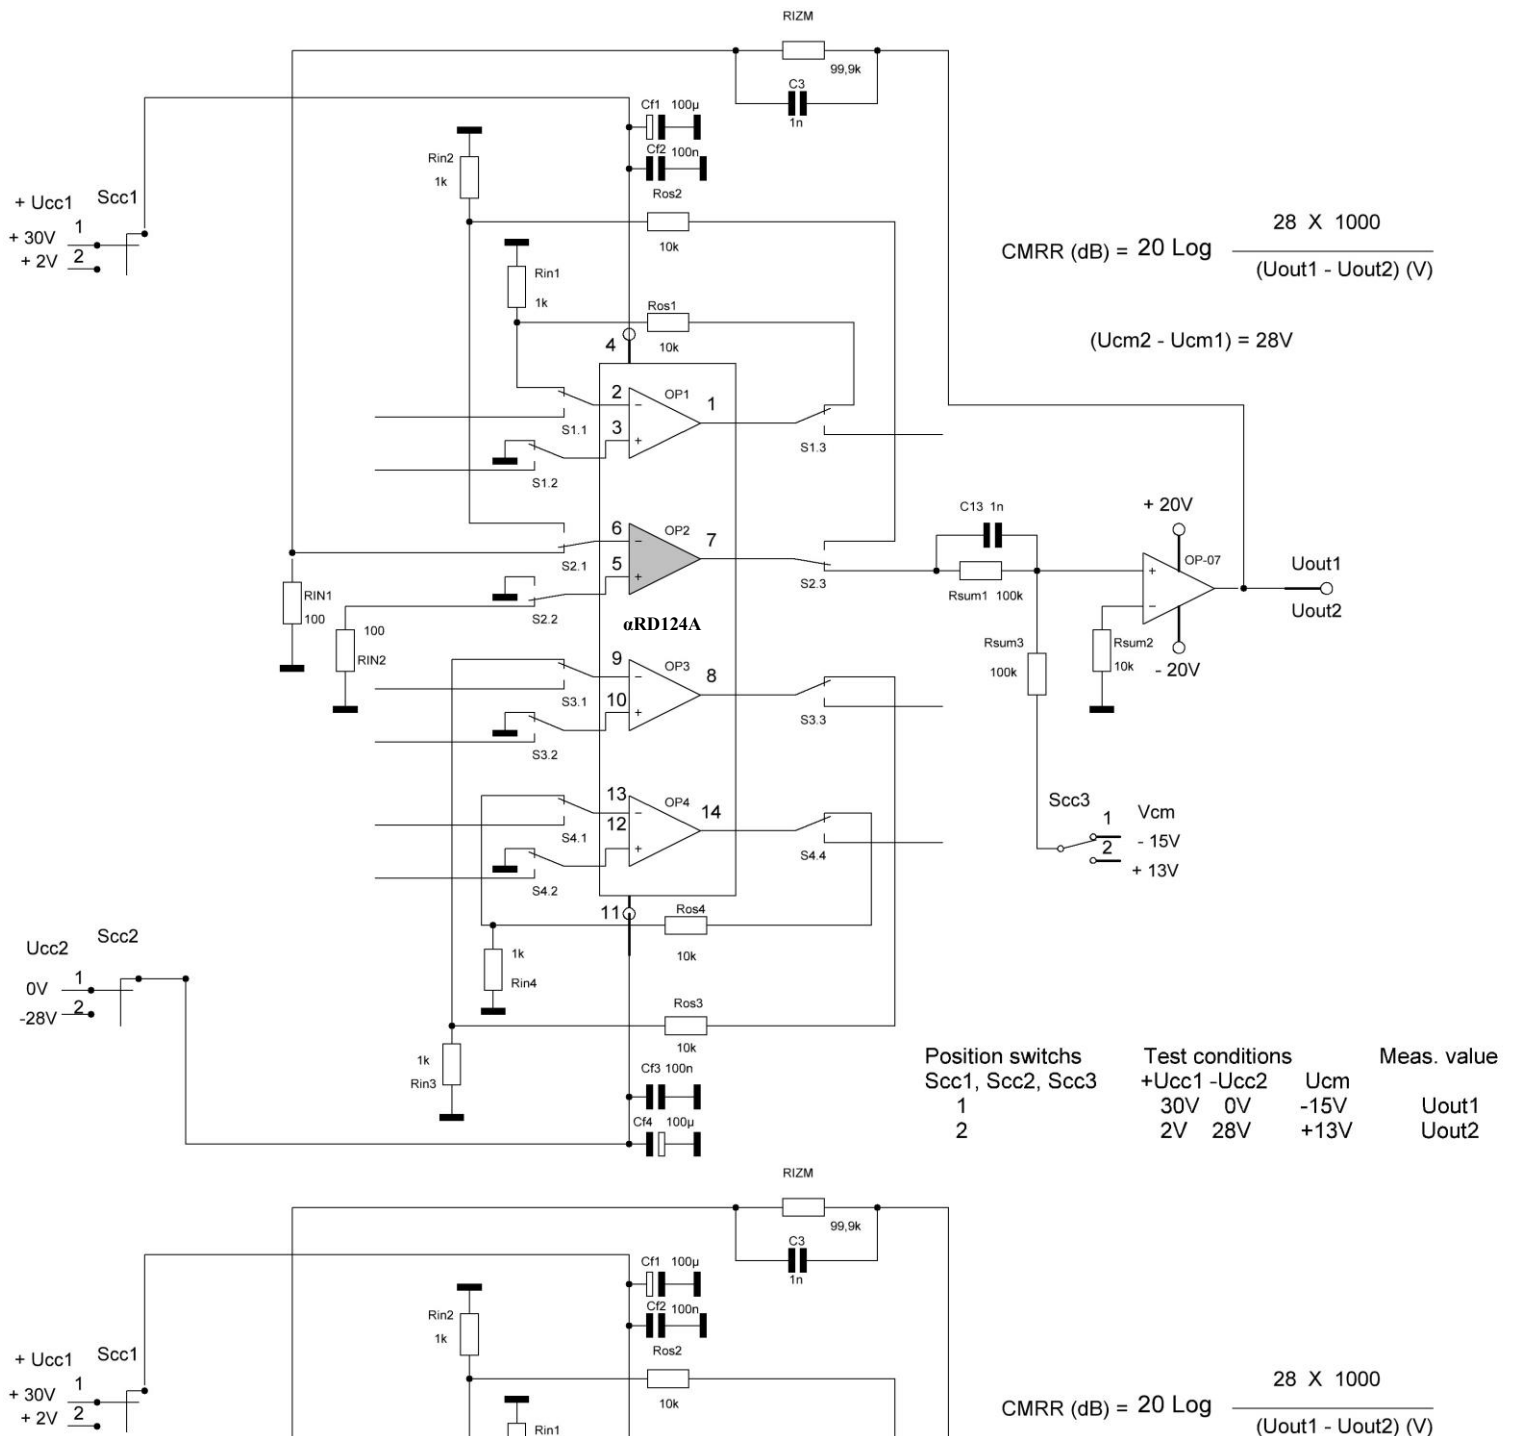 RIZM
99,9k
C3
1n
Cf1 100µ
Cf2 100n
Rin2
1k
Ros2
10k
+ Ucc1 Scc1
+ 30V 1
+ 2V 2
28 X 1000
CMRR (dB) = 20 Log
(Uout1 - Uout2) (V)
(Ucm2 - Ucm1) = 28V
Rin1
1k
Ros1
10k
4
2 OP1 1
−
3
+
S1.1
S1.2
S1.3
6 OP2 7
−
5
+
S2.1
S2.2
S2.3
αRD124A
RIN1
100
100
RIN2
C13 1n
Rsum1 100k
+ 20V
OP-07
+
−
Uout1
Uout2
Rsum3
100k
Rsum2
10k
- 20V
9 OP3 8
−
10
+
S3.1
S3.2
S3.3
13 OP4 14
−
12
+
S4.1
S4.2
S4.4
Scc3
1 Vcm
2 - 15V
+ 13V
11
Ros4
10k
1k
Rin4
Ucc2 Scc2
0V 1
-28V 2
Ros3
10k
1k
Rin3
Cf3 100n
Cf4 100µ
Position switchs Test conditions Meas. value
Scc1, Scc2, Scc3 +Ucc1 -Ucc2 Ucm
1 30V 0V -15V Uout1
2 2V 28V +13V Uout2
RIZM
99,9k
C3
1n
Cf1 100µ
Cf2 100n
Rin2
1k
Ros2
10k
+ Ucc1 Scc1
+ 30V 1
+ 2V 2
28 X 1000
CMRR (dB) = 20 Log
(Uout1 - Uout2) (V)
Rin1